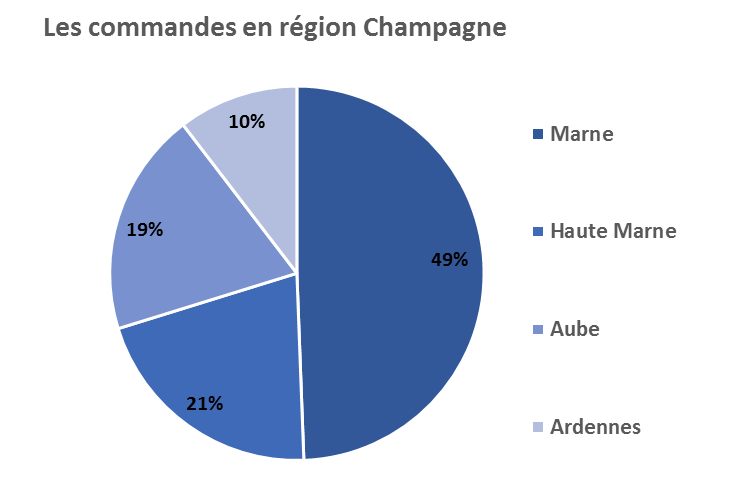 Les commandes en région Champagne
10%
Marne
19%
Haute Marne
49%
Aube
21%
Ardennes